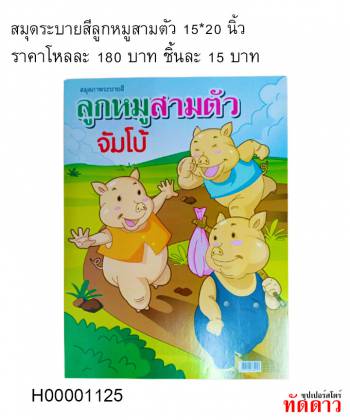 สมุดระบายสีลูกหมูสามตัว 15*20 นิ้ว
ราคาโหลละ 180 บาท ชิ้นละ 15 บาท
สมุดภาพระบายสี
ลูกหมูสามตัว
จัมโบ้
H00001125
ซุปเปอร์สโตร์
ทัดดาว